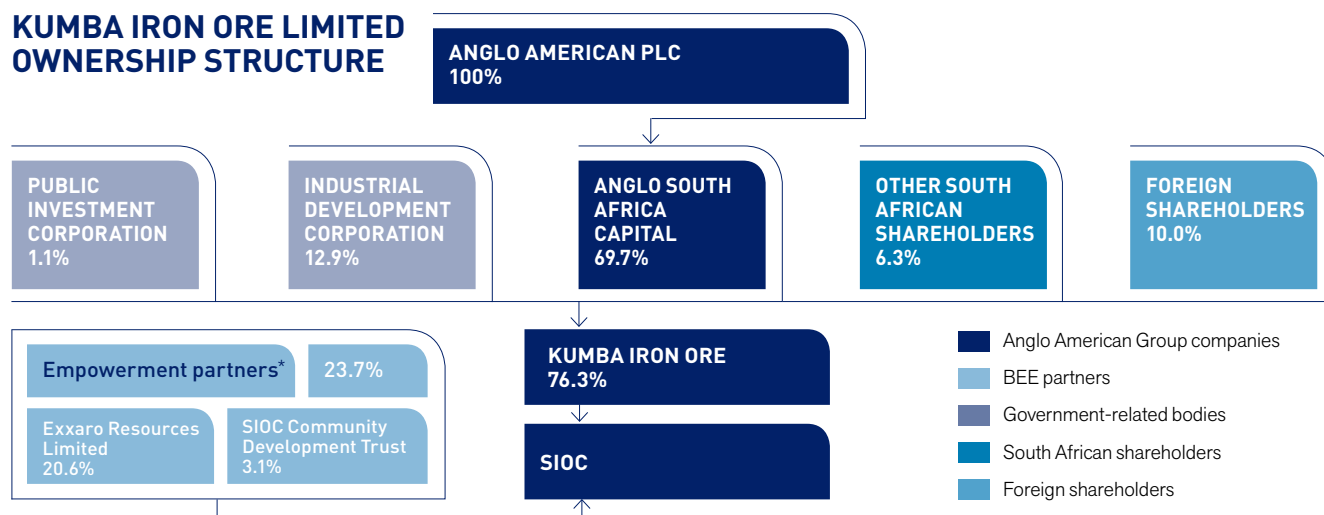 KUMBA IRON ORE LIMITED
OWNERSHIP STRUCTURE
ANGLO AMERICAN PLC
100%
PUBLIC
INVESTMENT
CORPORATION
1.1%
INDUSTRIAL
DEVELOPMENT
CORPORATION
12.9%
ANGLO SOUTH
AFRICA
CAPITAL
69.7%
OTHER SOUTH
AFRICAN
SHAREHOLDERS
6.3%
FOREIGN
SHAREHOLDERS
10.0%
Empowerment partners*
23.7%
Exxaro Resources
Limited
20.6%
SIOC Community
Development Trust
3.1%
KUMBA IRON ORE
76.3%
SIOC
Anglo American Group companies
BEE partners
Government-related bodies
South African shareholders
Foreign shareholders